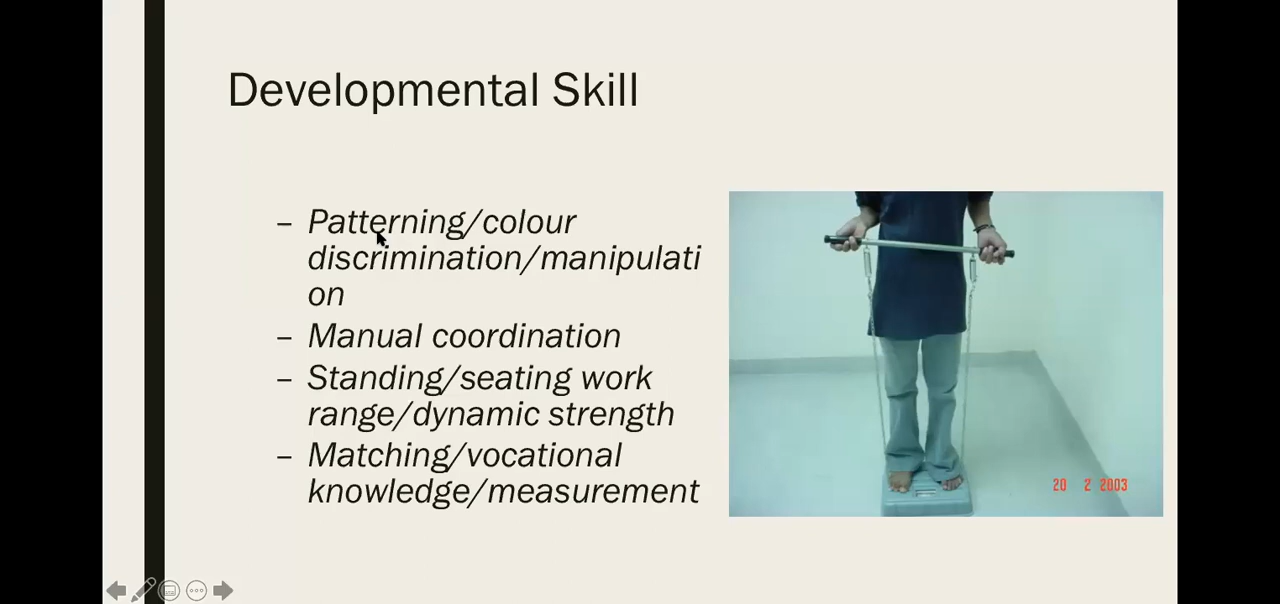 Developmental Skill
– Patterning/colour
discrimination/manipulati
on
– Manual coordination
– Standing/seating work
range/dynamic strength
– Matching/vocational
knowledge/measurement
20 2 2003